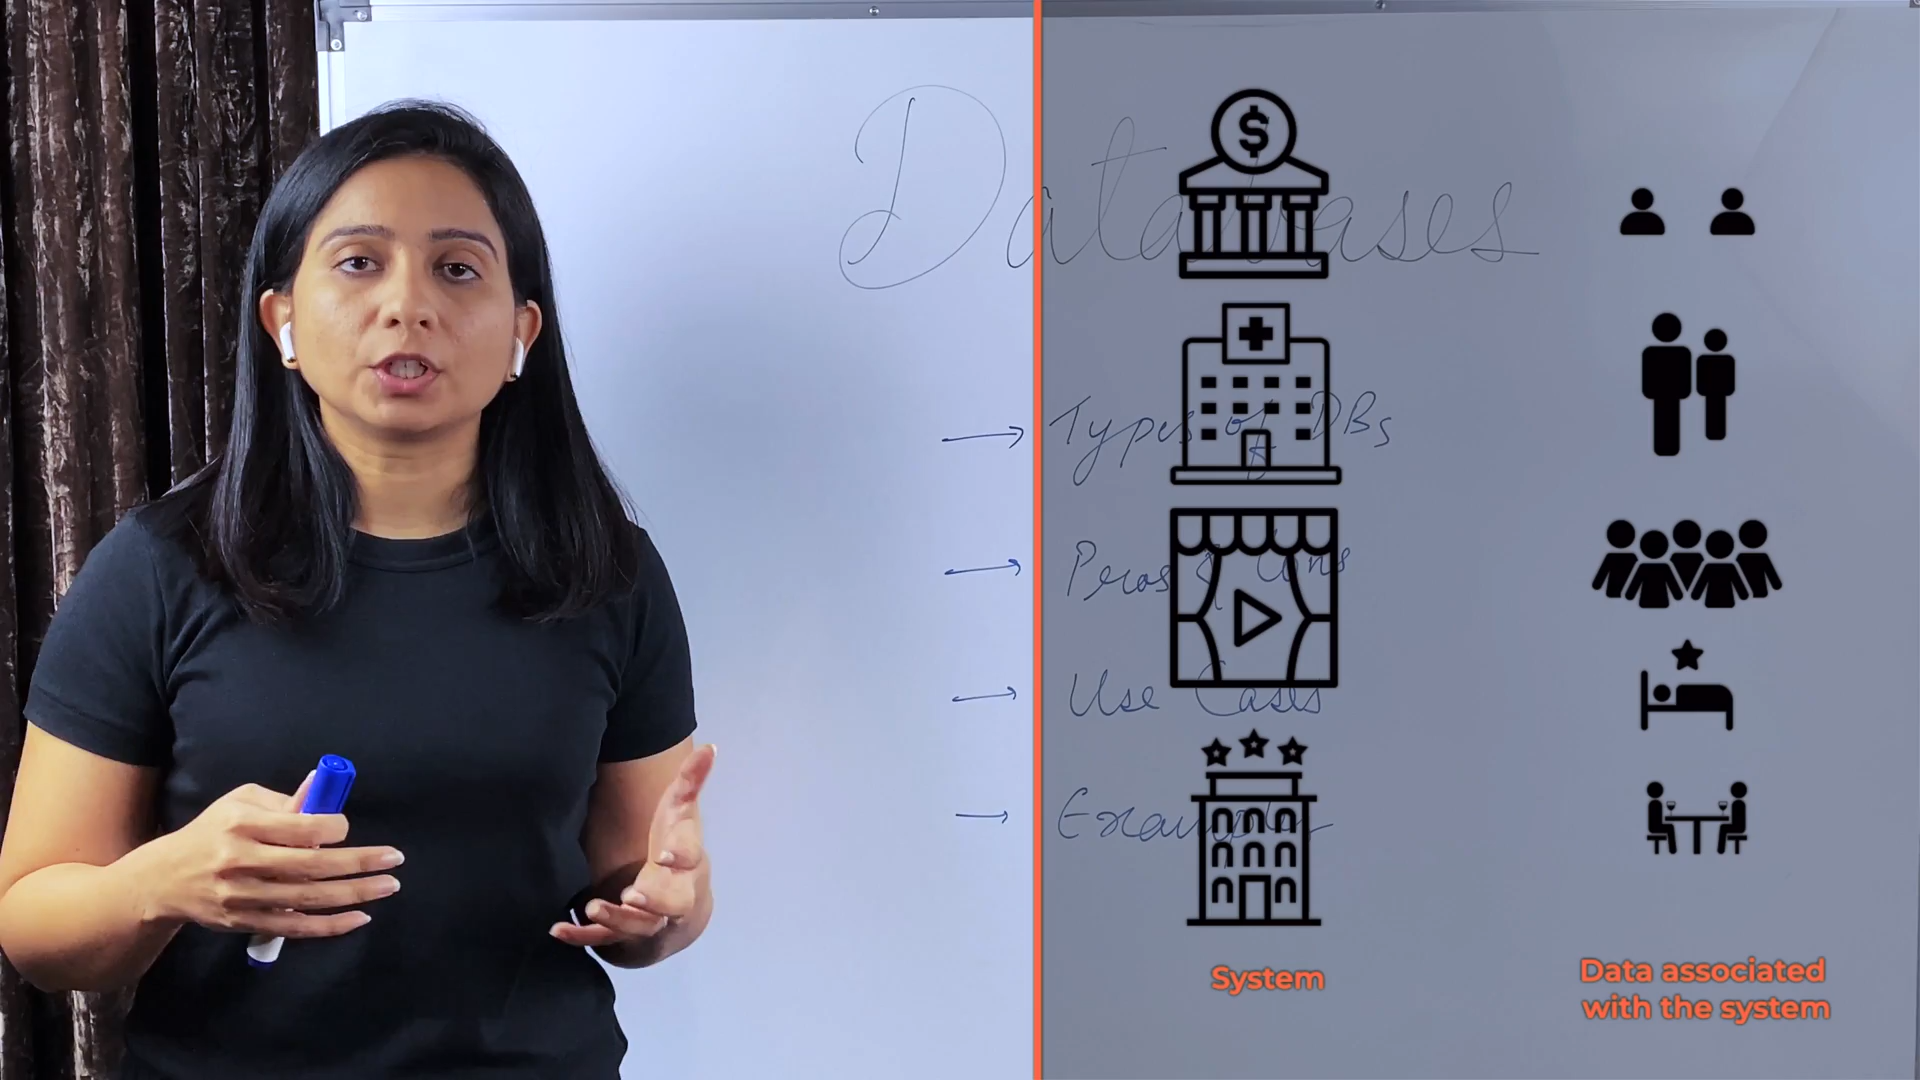 Databases
→ Types of DBs
→ Pros & Cons
→ Use Cases
→ Examples
System
Data associated
with the system